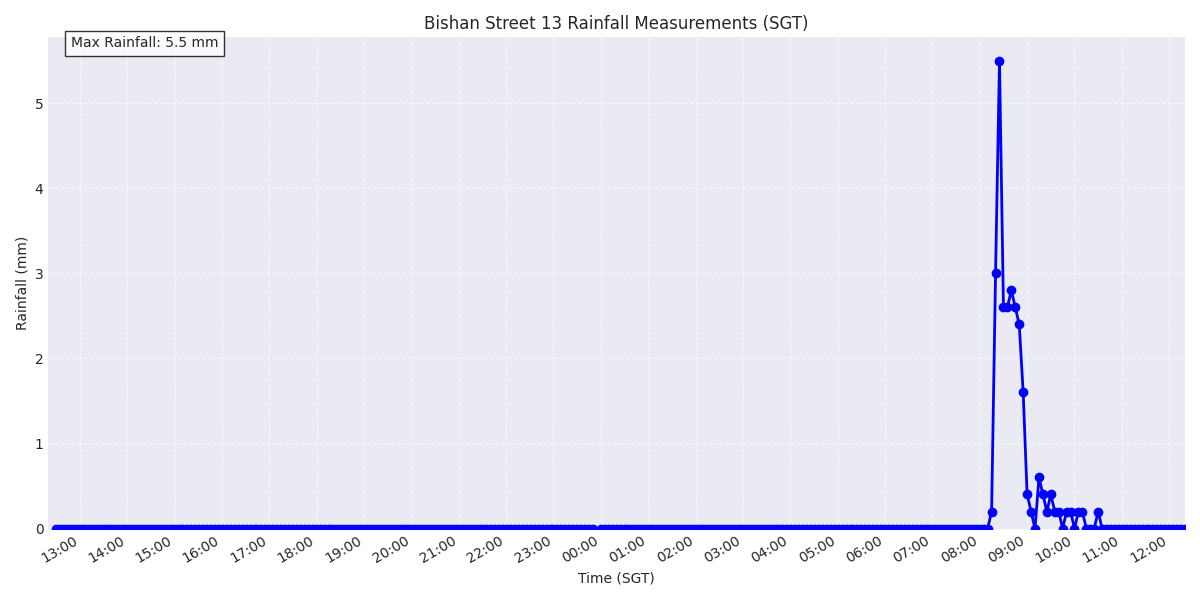 Bishan Street 13 Rainfall Measurements (SGT)
Max Rainfall: 5.5 mm
Rainfall (mm)
5
4
3
2
1
0
13:00 14:00 15:00 16:00 17:00 18:00 19:00 20:00 21:00 22:00 23:00 00:00 01:00 02:00 03:00 04:00 05:00 06:00 07:00 08:00 09:00 10:00 11:00 12:00
Time (SGT)